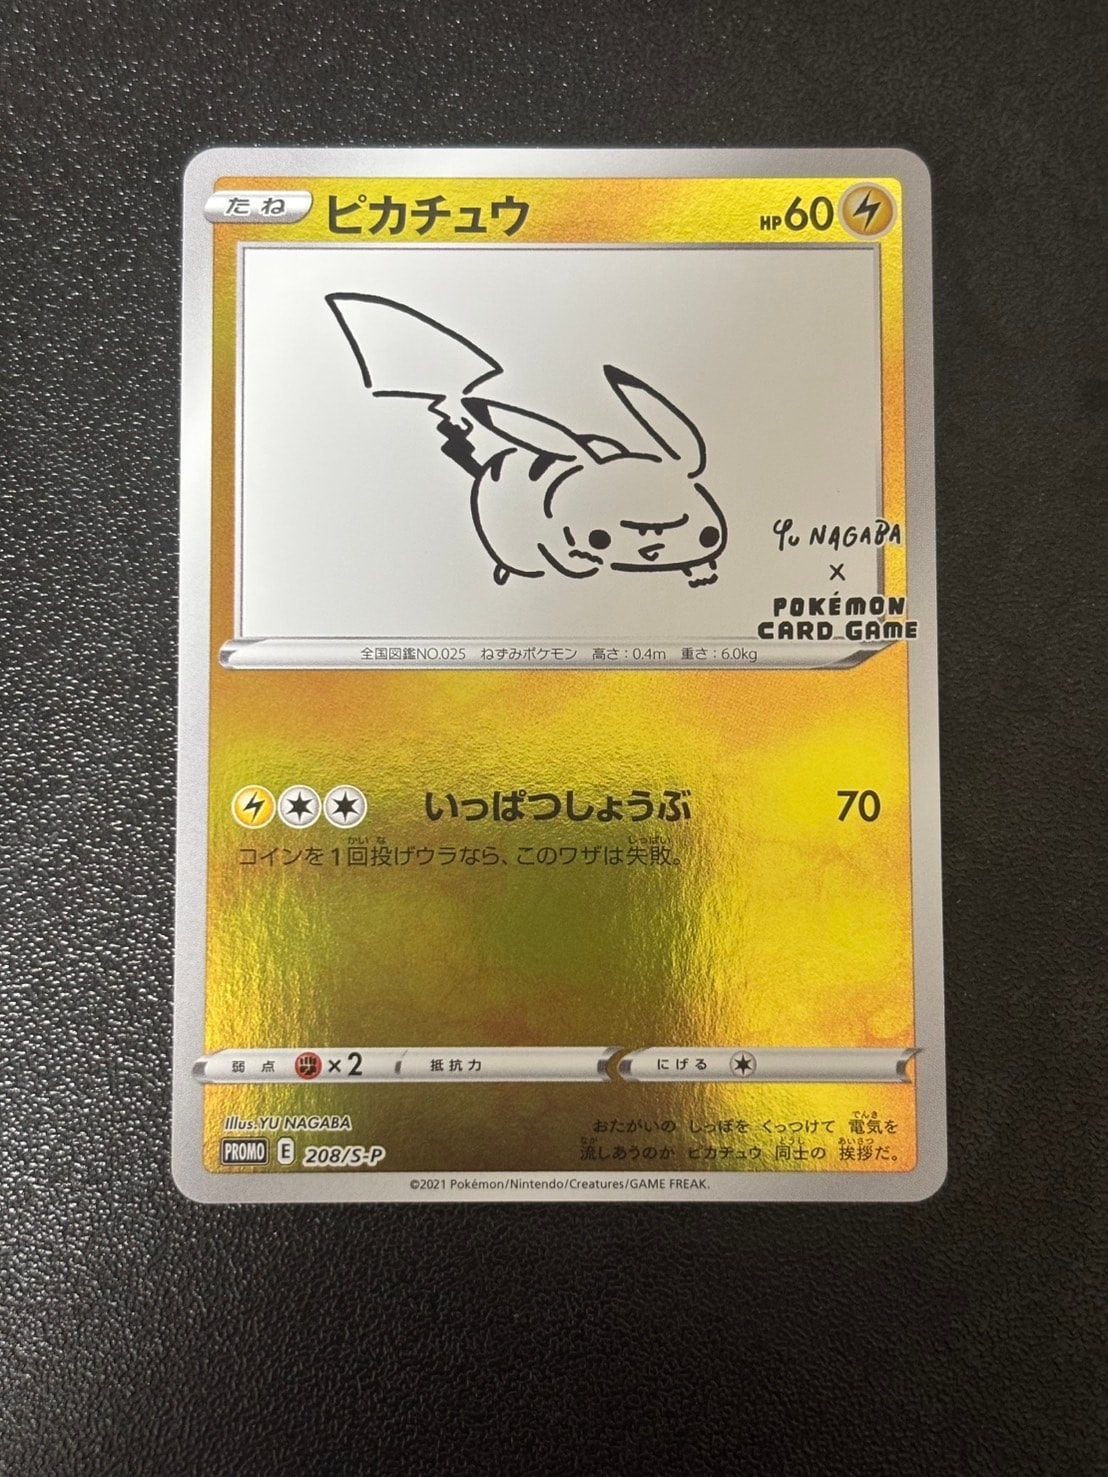 たね ピカチュウ HP60
Yu NAGABA
×
POKÉMON
CARD GAME
全国図鑑NO.025 ねずみポケモン 高さ：0.4m 重さ：6.0kg
いっぱつしょうぶ 70
コインを1回投げウラなら、このワザは失敗。
弱点 ×2 抵抗力 にげる
Illus. YU NAGABA
PROMO E 208/S-P
おたがいの しっぽを くっつけて 電気を
流しあうのか ピカチュウ 同士の 挨拶だ。
©2021 Pokémon/Nintendo/Creatures/GAME FREAK.